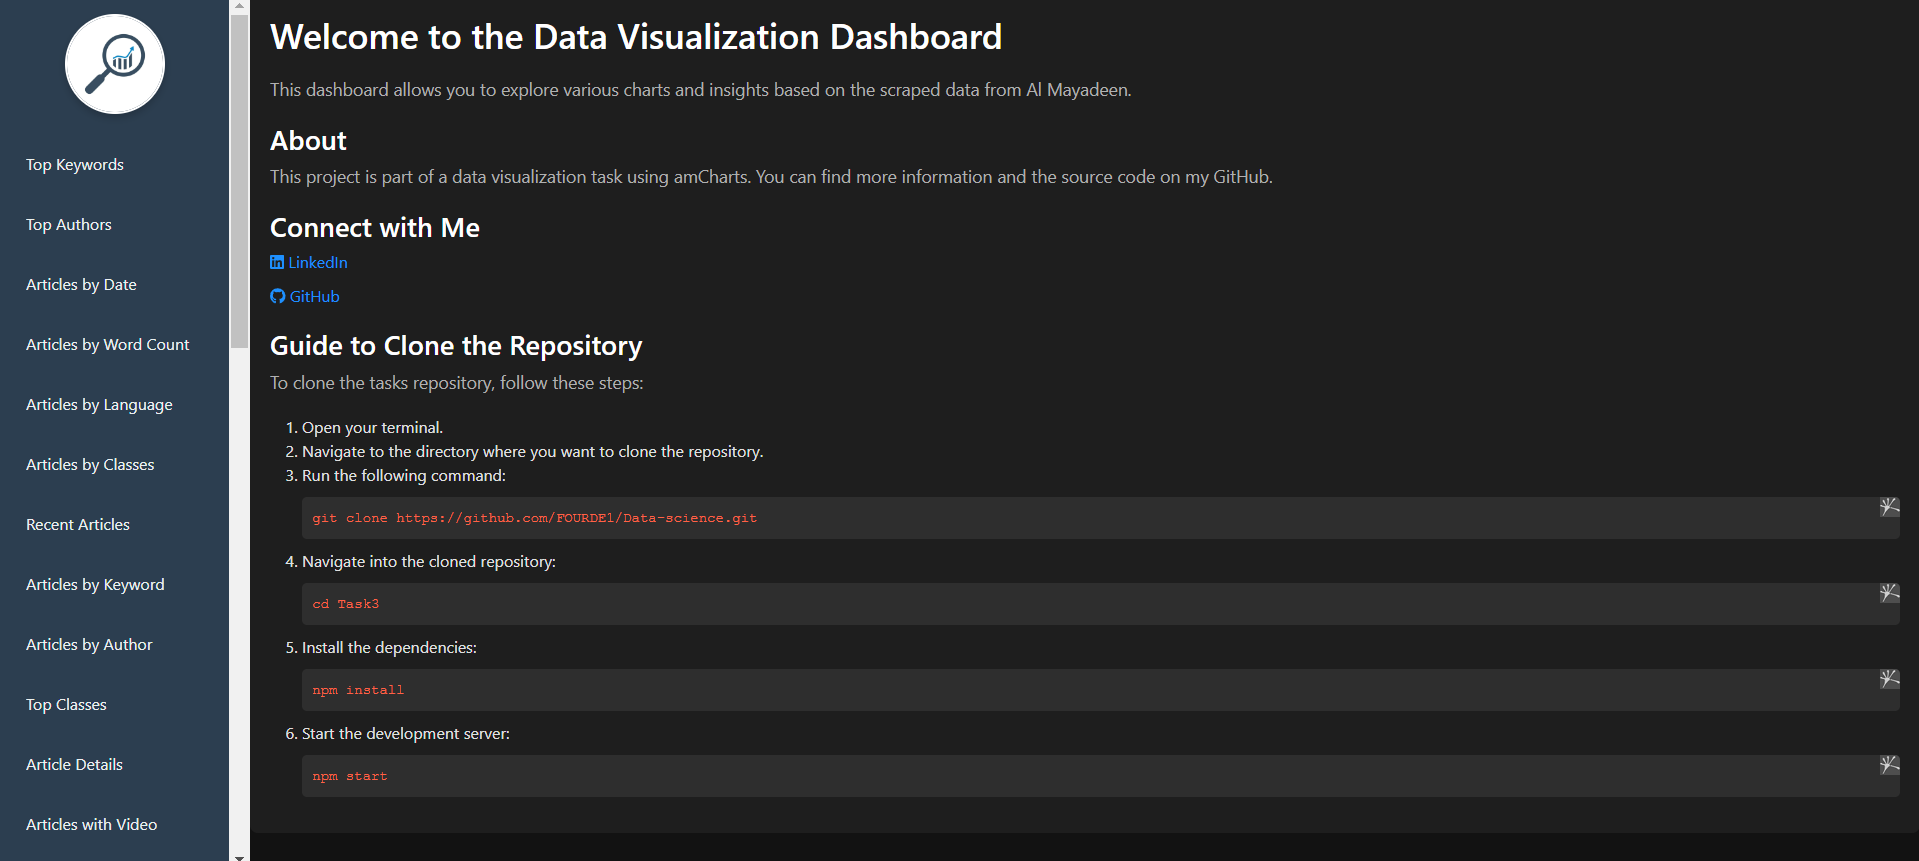 Top Keywords
Top Authors
Articles by Date
Articles by Word Count
Articles by Language
Articles by Classes
Recent Articles
Articles by Keyword
Articles by Author
Top Classes
Article Details
Articles with Video
Welcome to the Data Visualization Dashboard
This dashboard allows you to explore various charts and insights based on the scraped data from Al Mayadeen.
About
This project is part of a data visualization task using amCharts. You can find more information and the source code on my GitHub.
Connect with Me
LinkedIn
GitHub
Guide to Clone the Repository
To clone the tasks repository, follow these steps:
1. Open your terminal.
2. Navigate to the directory where you want to clone the repository.
3. Run the following command:
git clone https://github.com/FOURDE1/Data-science.git
4. Navigate into the cloned repository:
cd Task3
5. Install the dependencies:
npm install
6. Start the development server:
npm start